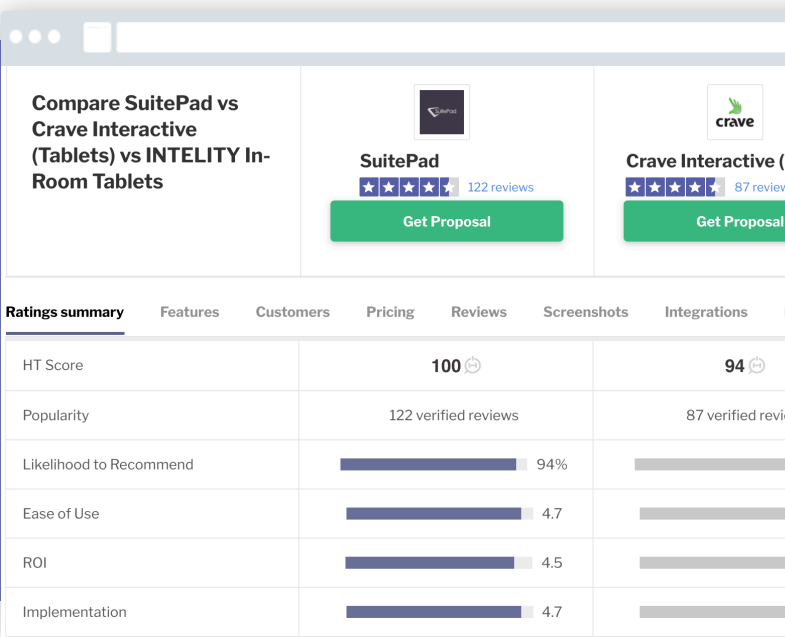 Compare SuitePad vs
Crave Interactive
(Tablets) vs INTELITY In-
Room Tablets
SuitePad
SuitePad
122 reviews
Get Proposal
crave
Crave Interactive (
87 review
Get Proposal
Ratings summary Features Customers Pricing Reviews Screenshots Integrations
HT Score 100 94
Popularity 122 verified reviews 87 verified revi
Likelihood to Recommend 94%
Ease of Use 4.7
ROI 4.5
Implementation 4.7